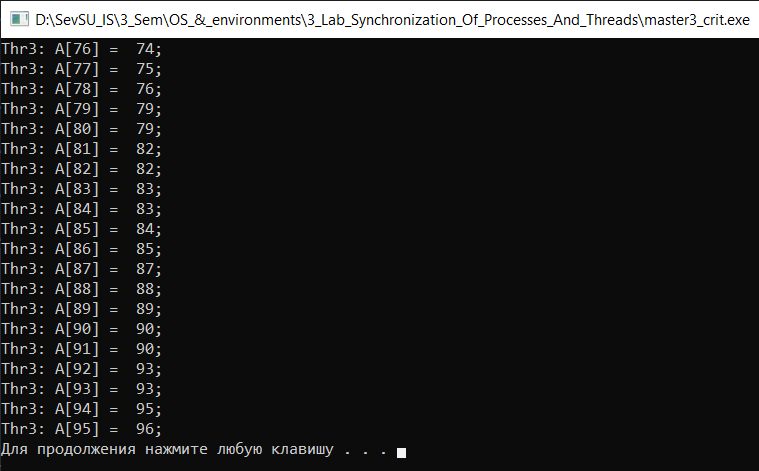 D:\SevSU_IS\3_Sem\OS_&_environments\3_Lab_Synchronization_Of_Processes_And_Threads\master3_crit.exe
Thr3: A[76] =  74;
Thr3: A[77] =  75;
Thr3: A[78] =  76;
Thr3: A[79] =  79;
Thr3: A[80] =  79;
Thr3: A[81] =  82;
Thr3: A[82] =  82;
Thr3: A[83] =  83;
Thr3: A[84] =  83;
Thr3: A[85] =  84;
Thr3: A[86] =  85;
Thr3: A[87] =  87;
Thr3: A[88] =  88;
Thr3: A[89] =  89;
Thr3: A[90] =  90;
Thr3: A[91] =  90;
Thr3: A[92] =  93;
Thr3: A[93] =  93;
Thr3: A[94] =  95;
Thr3: A[95] =  96;
Для продолжения нажмите любую клавишу . . .